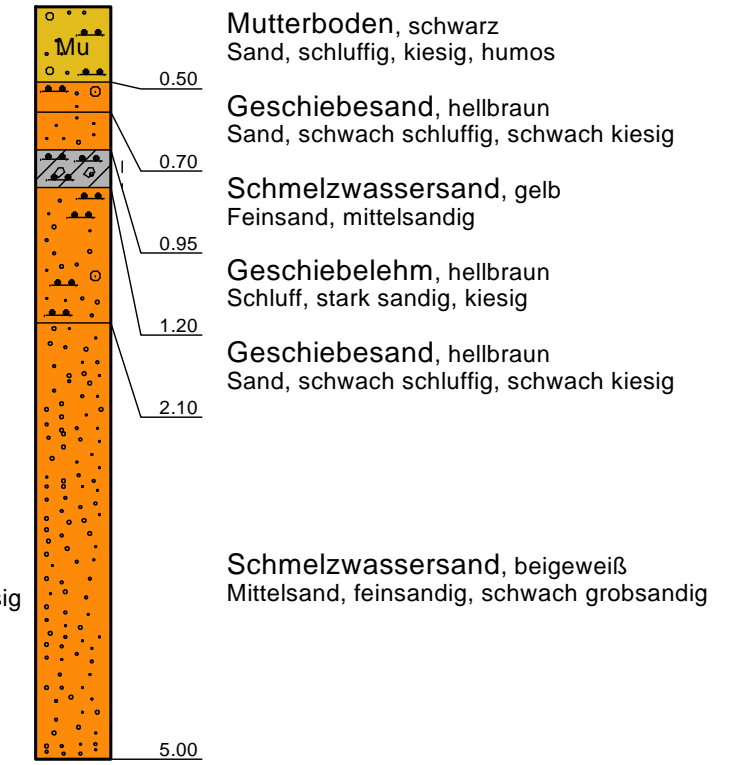 Mutterboden, schwarz
Sand, schluffig, kiesig, humos
Mu
0.50
Geschiebesand, hellbraun
Sand, schwach schluffig, schwach kiesig
0.70
Schmelzwassersand, gelb
Feinsand, mittelsandig
0.95
Geschiebelehm, hellbraun
Schluff, stark sandig, kiesig
1.20
Geschiebesand, hellbraun
Sand, schwach schluffig, schwach kiesig
2.10
Schmelzwassersand, beigeweiß
Mittelsand, feinsandig, schwach grobsandig
sig
5.00